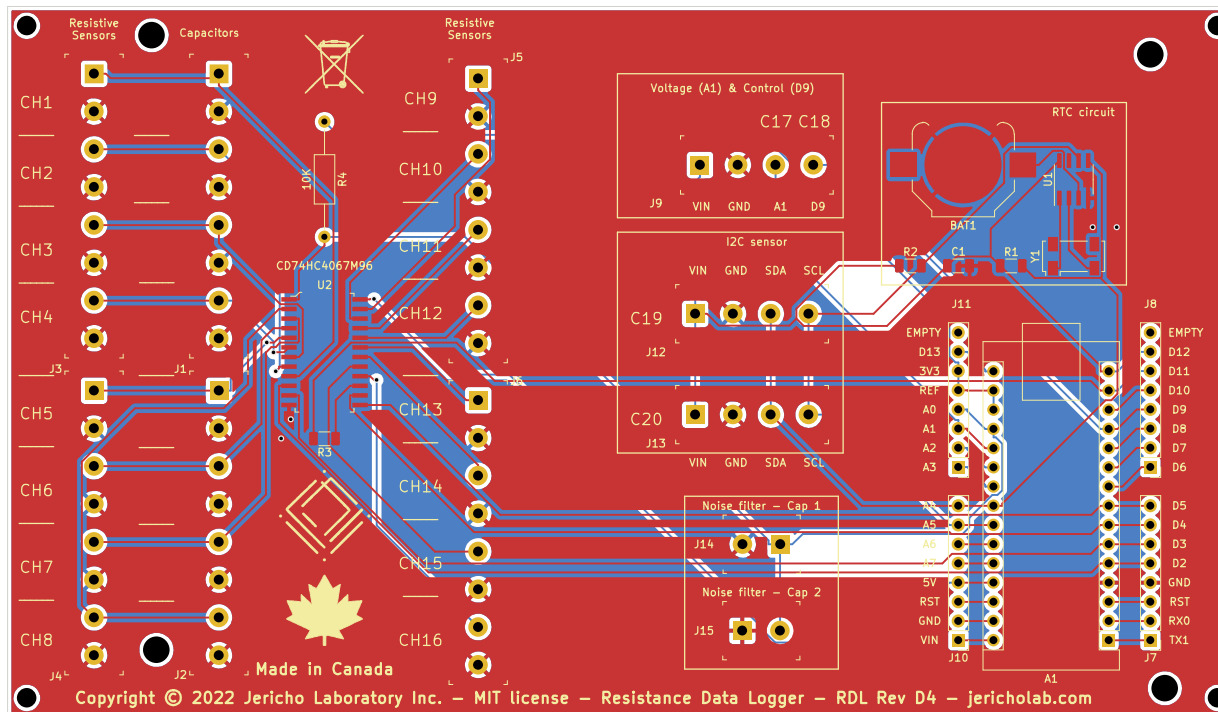 Resistive
Sensors
Capacitors
Resistive
Sensors
J5
CH1
CH2
CH3
CH4
J3
J1
CH5
CH6
CH7
CH8
J4
J2
10K
R4
CD74HC4067M96
U2
R3
CH9
CH10
CH11
CH12
CH13
CH14
CH15
CH16
Voltage (A1) & Control (D9)
C17 C18
J9
VIN GND A1 D9
I2C sensor
VIN GND SDA SCL
C19
J12
C20
J13
VIN GND SDA SCL
Noise filter - Cap 1
J14
Noise filter - Cap 2
J15
RTC circuit
U1
BAT1
R2
C1
R1
Y1
J11
EMPTY
D13
3V3
REF
A0
A1
A2
A3
A4
A5
A6
A7
5V
RST
GND
VIN
J10
J8
EMPTY
D12
D11
D10
D9
D8
D7
D6
D5
D4
D3
D2
GND
RST
RX0
TX1
J7
A1
Made in Canada
Copyright © 2022 Jericho Laboratory Inc. - MIT license - Resistance Data Logger - RDL Rev D4 - jericholab.com